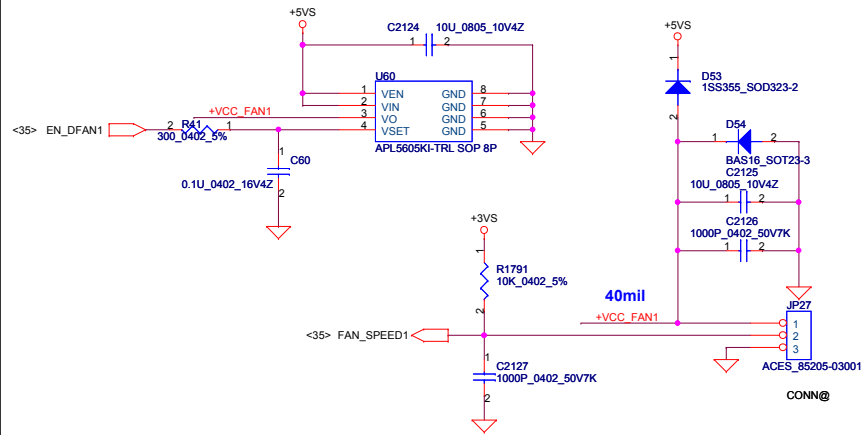 +5VS
C2124 10U_0805_10V4Z
1 2
U60
1 VEN GND 8
2 VIN GND 7
3 VO GND 6
4 VSET GND 5
APL5605KI-TRL SOP 8P
+VCC_FAN1
<35> EN_DFAN1
2 R41 1
300_0402_5%
1
C60
0.1U_0402_16V4Z
2
+5VS
1
D53
1SS355_SOD323-2
2
D54
1 2
BAS16_SOT23-3
C2125
10U_0805_10V4Z
1 2
C2126
1000P_0402_50V7K
1 2
+3VS
1
R1791
10K_0402_5%
2
40mil
+VCC_FAN1
<35> FAN_SPEED1
1
C2127
1000P_0402_50V7K
2
JP27
1
2
3
ACES_85205-03001
CONN@